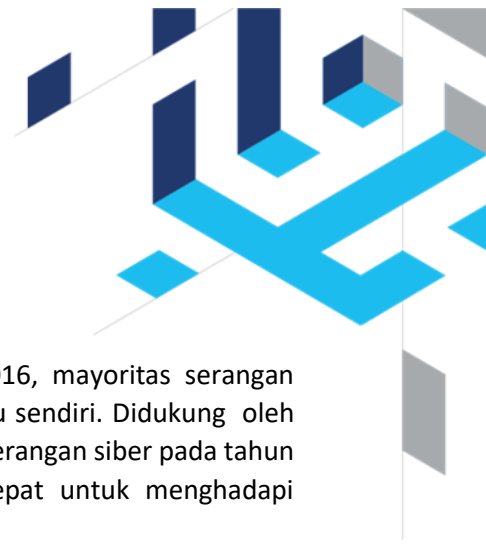 16, mayoritas serangan
u sendiri. Didukung oleh
erangan siber pada tahun
epat untuk menghadapi